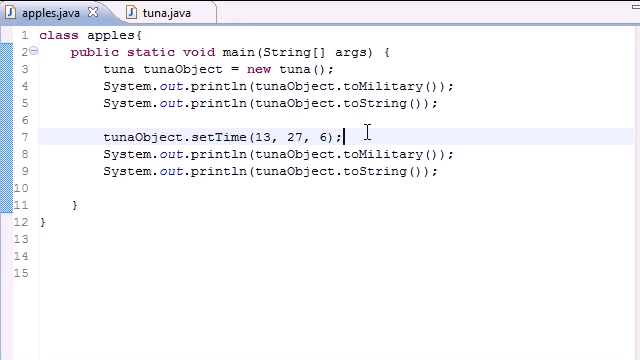 apples.java tuna.java
1 class apples{
2 public static void main(String[] args) {
3 tuna tunaObject = new tuna();
4 System.out.println(tunaObject.toMilitary());
5 System.out.println(tunaObject.toString());
6
7 tunaObject.setTime(13, 27, 6);
8 System.out.println(tunaObject.toMilitary());
9 System.out.println(tunaObject.toString());
10
11 }
12 }
13
14
15